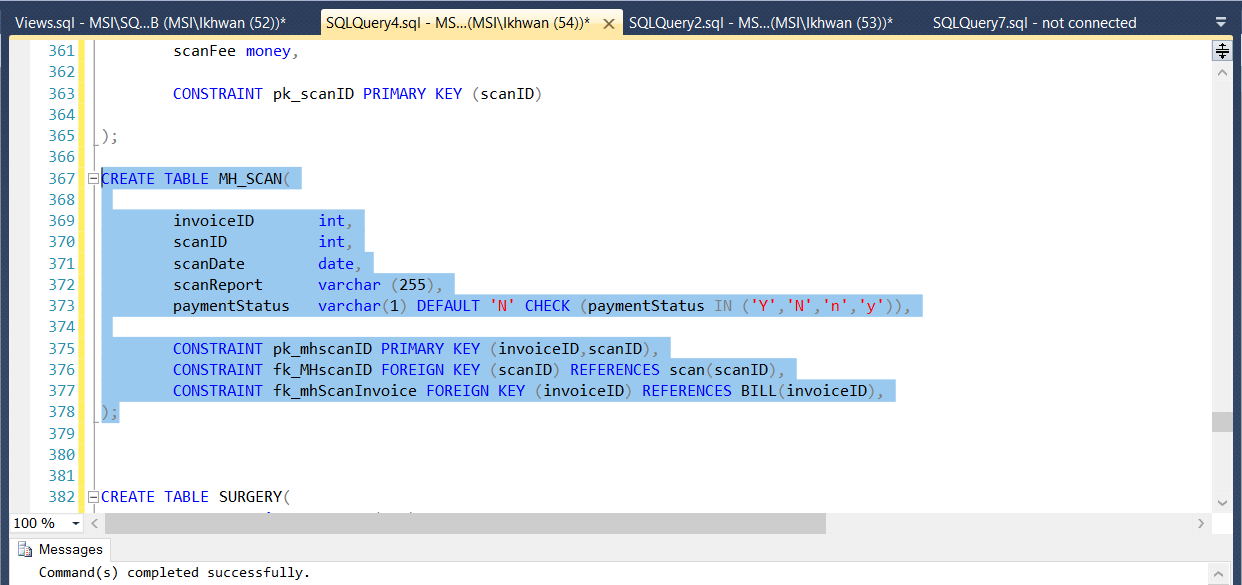 Views.sql - MSI\SQ...B (MSI\Ikhwan (52))* SQLQuery4.sql - MS...(MSI\Ikhwan (54))* SQLQuery2.sql - MS...(MSI\Ikhwan (53))* SQLQuery7.sql - not connected
361 scanFee money,
362
363 CONSTRAINT pk_scanID PRIMARY KEY (scanID)
364
365 );
366
367 CREATE TABLE MH_SCAN(
368
369 invoiceID int,
370 scanID int,
371 scanDate date,
372 scanReport varchar (255),
373 paymentStatus varchar(1) DEFAULT 'N' CHECK (paymentStatus IN ('Y','N','n','y')),
374
375 CONSTRAINT pk_mhscanID PRIMARY KEY (invoiceID,scanID),
376 CONSTRAINT fk_MHscanID FOREIGN KEY (scanID) REFERENCES scan(scanID),
377 CONSTRAINT fk_mhScanInvoice FOREIGN KEY (invoiceID) REFERENCES BILL(invoiceID),
378 );
379
380
381
382 CREATE TABLE SURGERY(
100 %
Messages
Command(s) completed successfully.